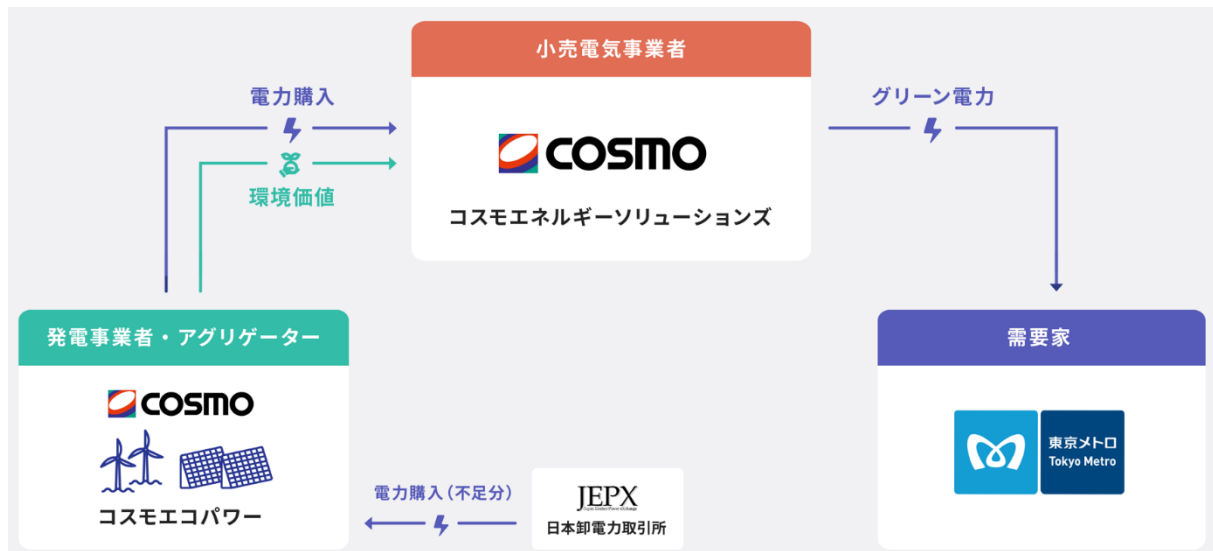 小売電気事業者
COSMO
コスモエネルギーソリューションズ
電力購入
環境価値
グリーン電力
発電事業者・アグリゲーター
COSMO
コスモエコパワー
電力購入（不足分）
JEPX
Japan Electric Power eXchange
日本卸電力取引所
需要家
東京メトロ
Tokyo Metro